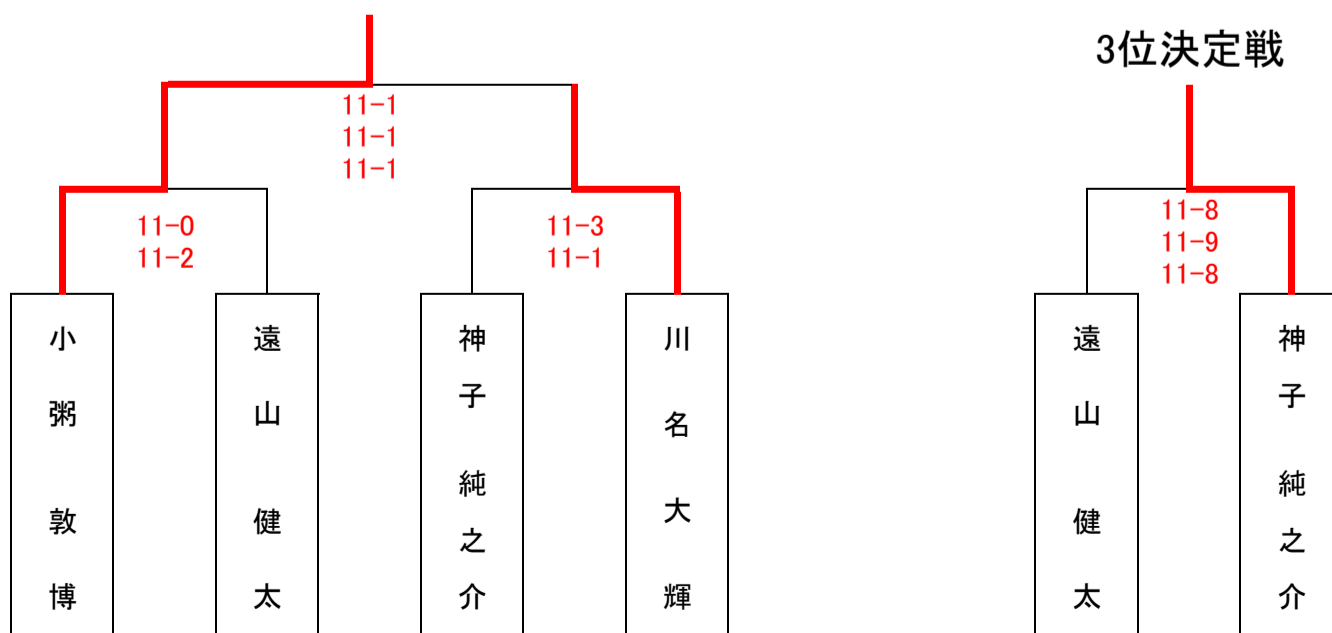 3位決定戦
11-1
11-1
11-1
11-0
11-2
11-3
11-1
11-8
11-9
11-8
小粥 敦博
遠山 健太
神子 純之介
川名大輝
遠山 健太
神子 純之介